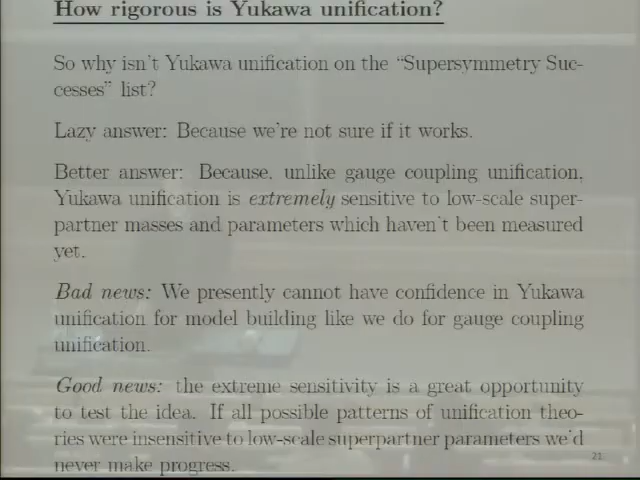 How rigorous is Yukawa unification?
So why isn't Yukawa unification on the "Supersymmetry Suc-
cesses" list?
Lazy answer: Because we're not sure if it works.
Better answer: Because, unlike gauge coupling unification,
Yukawa unification is extremely sensitive to low-scale super-
partner masses and parameters which haven't been measured
yet.
Bad news: We presently cannot have confidence in Yukawa
unification for model building like we do for gauge coupling
unification.
Good news: the extreme sensitivity is a great opportunity
to test the idea. If all possible patterns of unification theo-
ries were insensitive to low-scale superpartner parameters we'd
never make progress.
21